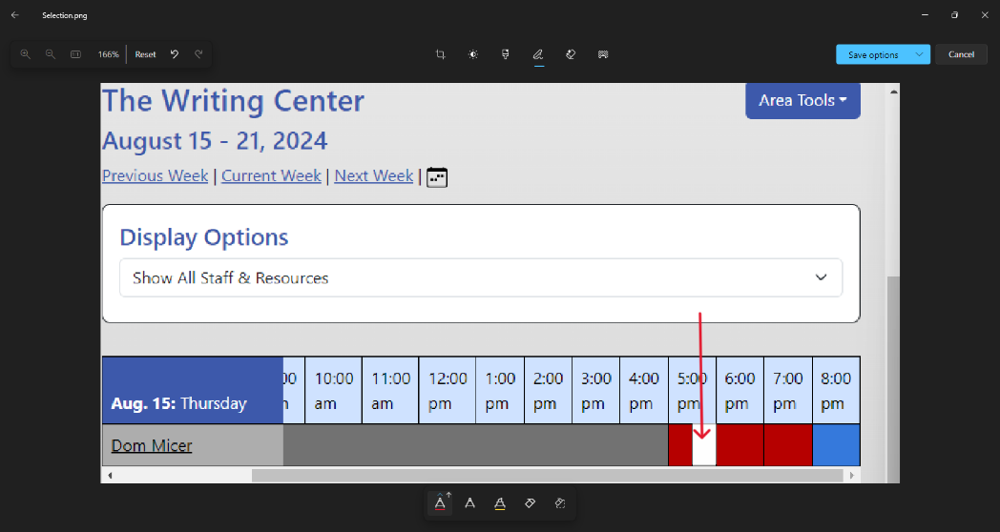 Selection.png
166%
Reset
Save options
Cancel
The Writing Center
Area Tools
August 15 - 21, 2024
Previous Week | Current Week | Next Week |
Display Options
Show All Staff & Resources
Aug. 15: Thursday
10:00 am
11:00 am
12:00 pm
1:00 pm
2:00 pm
3:00 pm
4:00 pm
5:00 pm
6:00 pm
7:00 pm
8:00 pm
Dom Micer